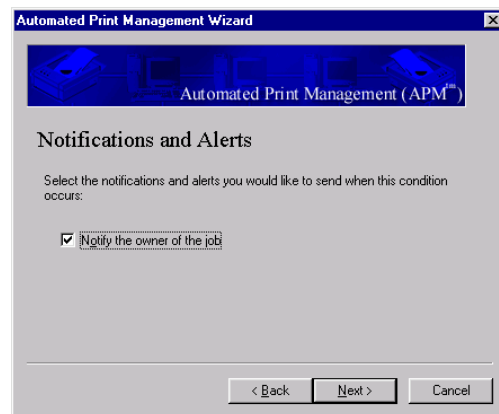 Automated Print Management Wizard
Automated Print Management (APM™)
Notifications and Alerts
Select the notifications and alerts you would like to send when this condition
occurs:
Notify the owner of the job
< Back Next > Cancel